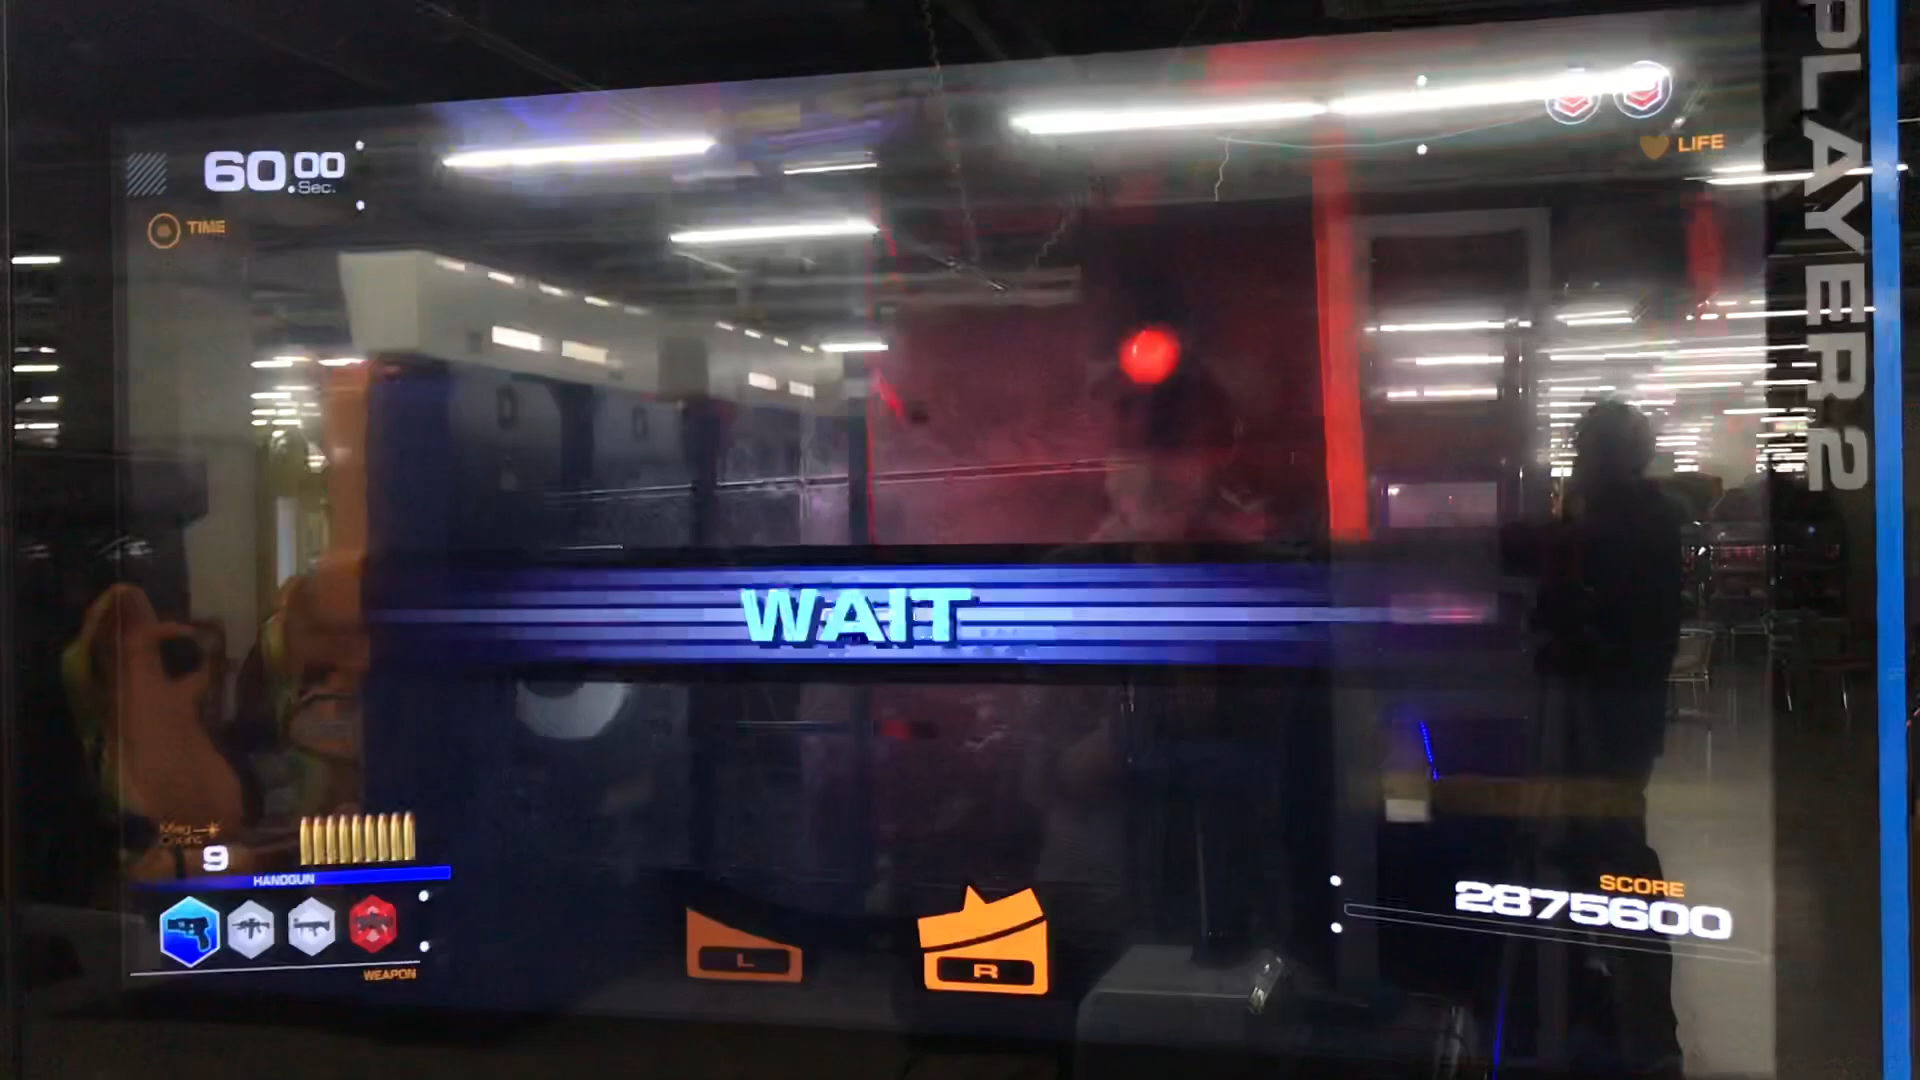 60.00
Sec.
TIME
LIFE
PLAYER 2
WAIT
9
HANDGUN
WEAPON
L
R
SCORE
2875600